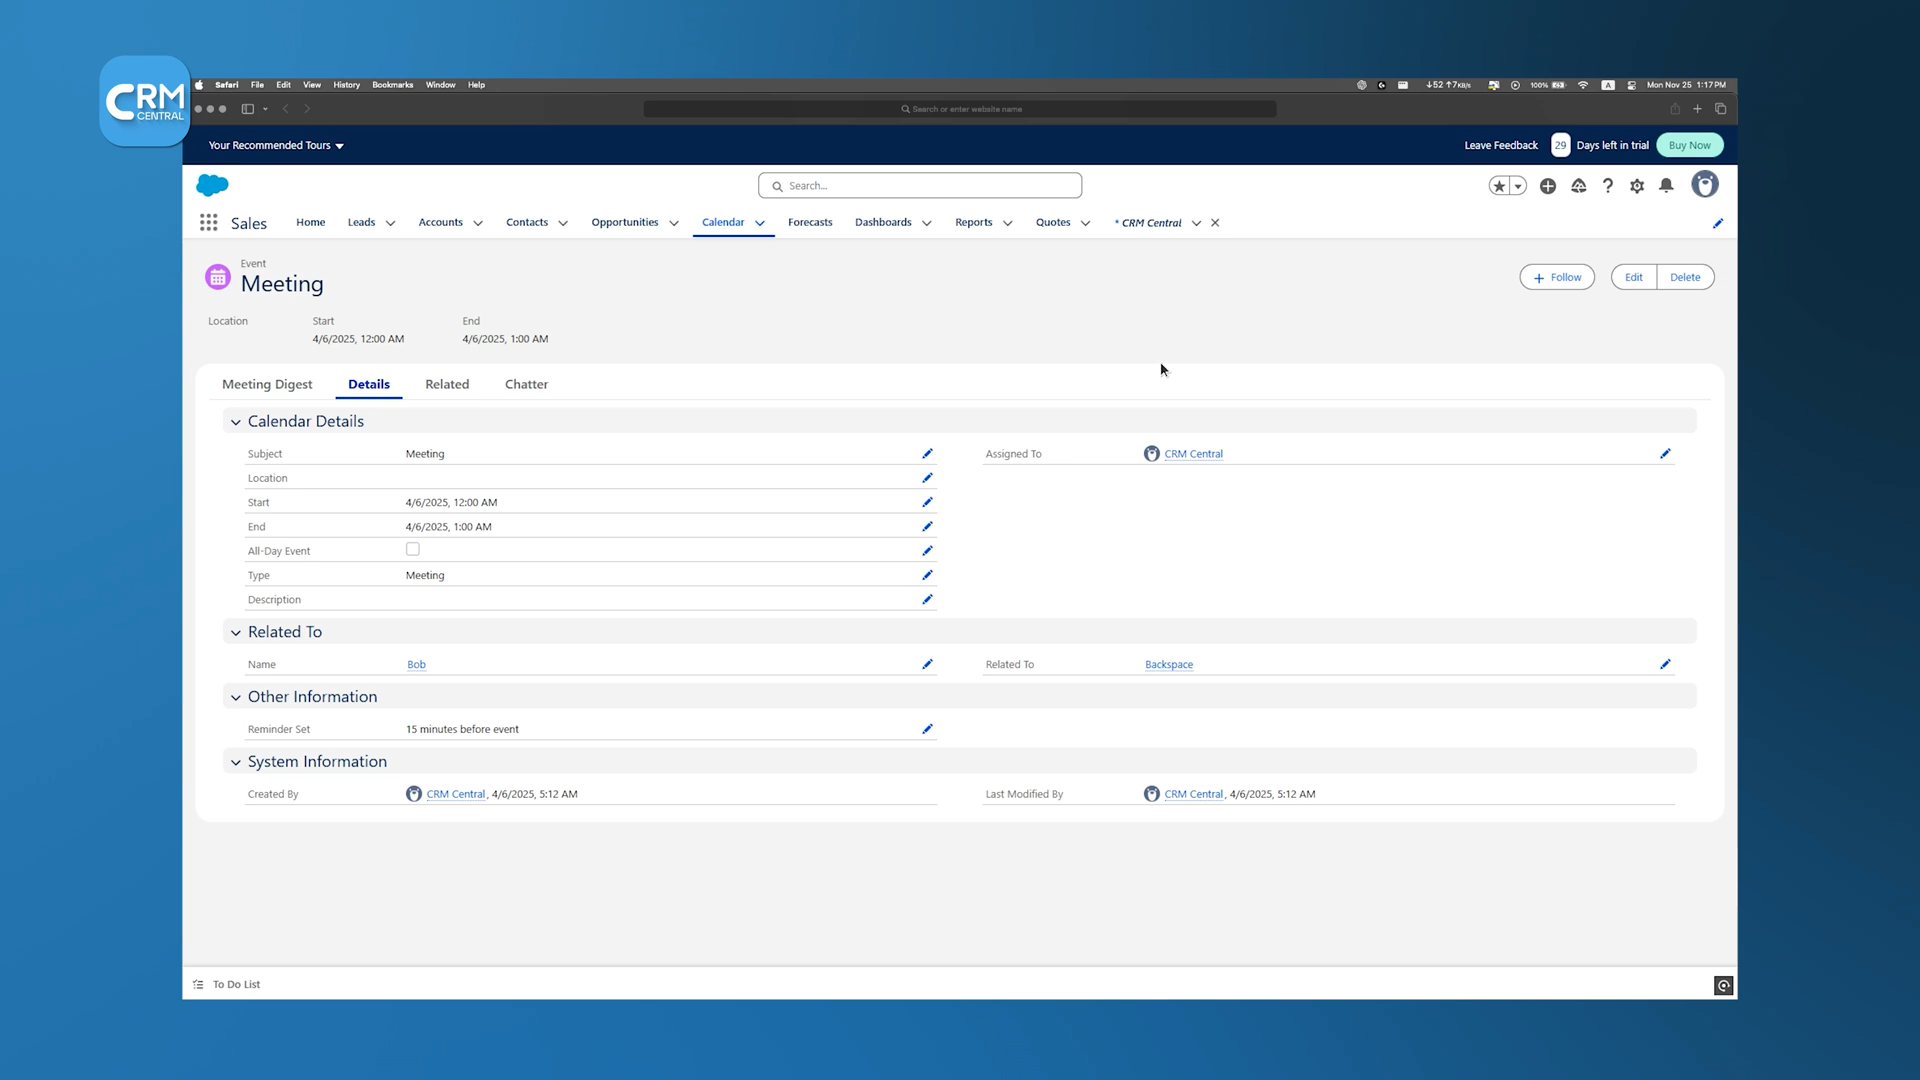 CRM
CENTRAL
Safari File Edit View History Bookmarks Window Help
↓52 ↑7KB/s 100% A Mon Nov 25 1:17 PM
Search or enter website name
Your Recommended Tours
Leave Feedback 29 Days left in trial Buy Now
Search...
Sales Home Leads Accounts Contacts Opportunities Calendar Forecasts Dashboards Reports Quotes * CRM Central
Event
Meeting
Follow Edit Delete
Location Start End
4/6/2025, 12:00 AM 4/6/2025, 1:00 AM
Meeting Digest Details Related Chatter
Calendar Details
Subject Meeting Assigned To CRM Central
Location
Start 4/6/2025, 12:00 AM
End 4/6/2025, 1:00 AM
All-Day Event
Type Meeting
Description
Related To
Name Bob Related To Backspace
Other Information
Reminder Set 15 minutes before event
System Information
Created By CRM Central, 4/6/2025, 5:12 AM Last Modified By CRM Central, 4/6/2025, 5:12 AM
To Do List